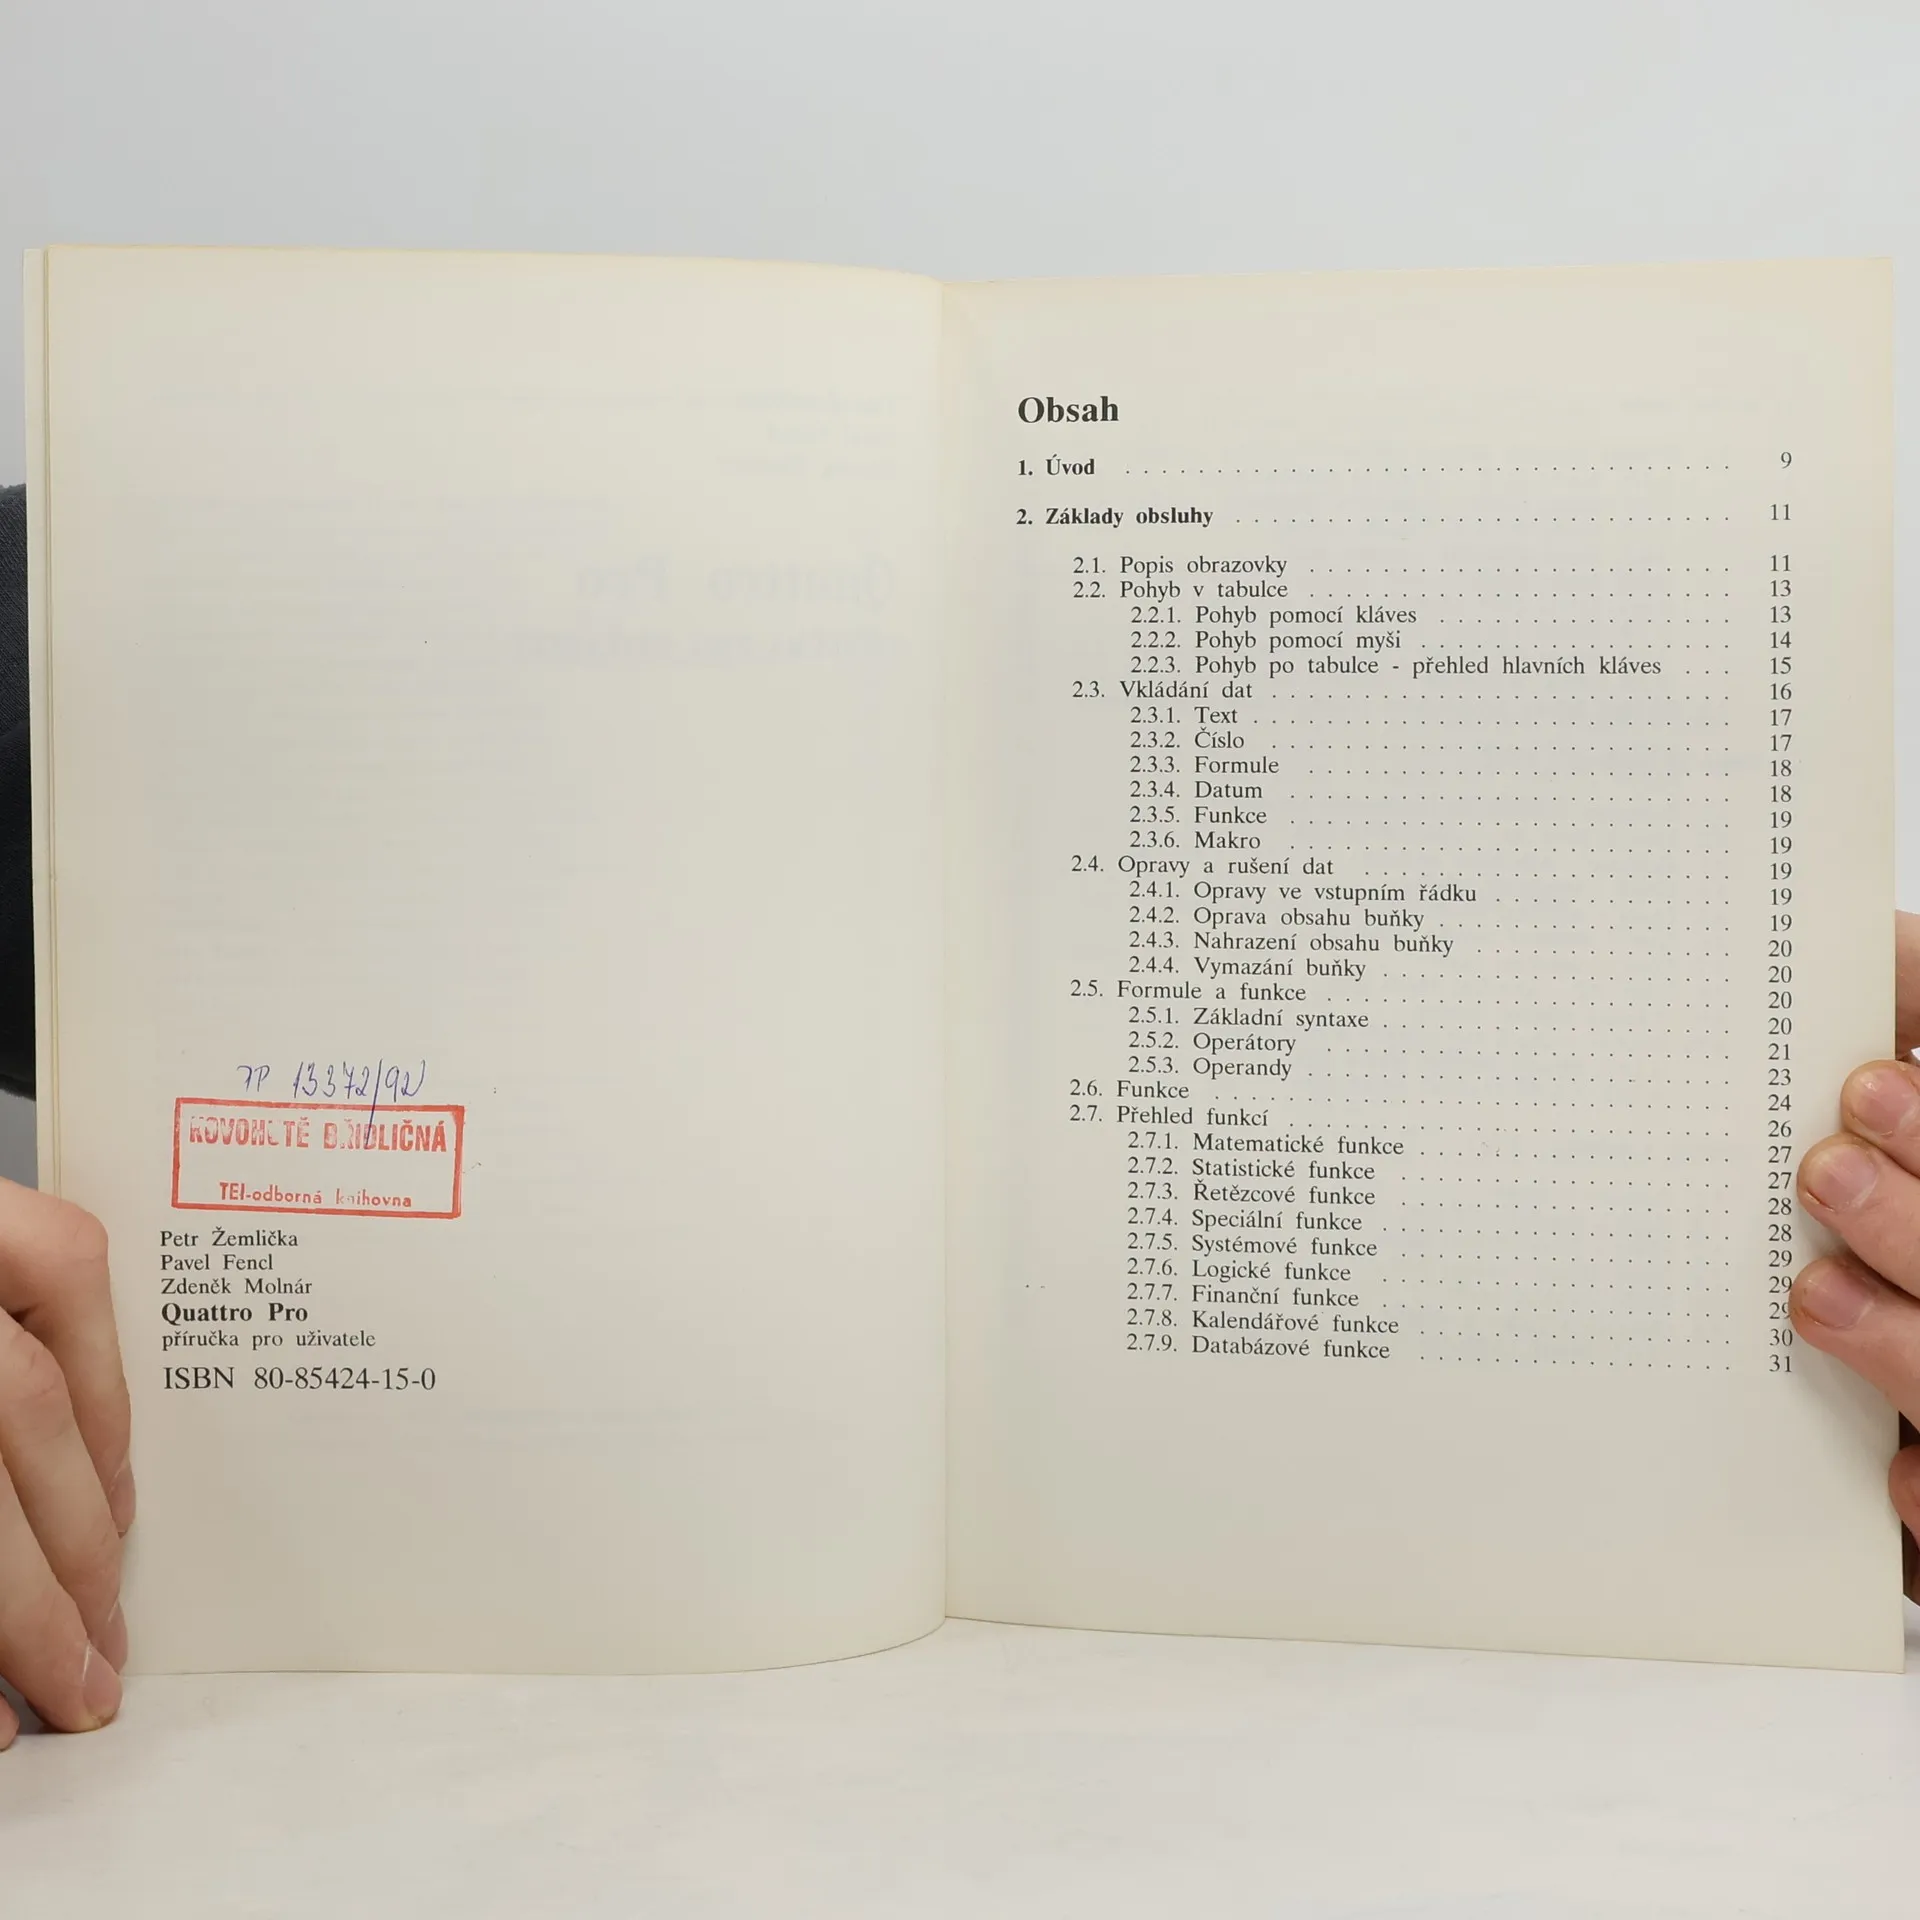 13372/92
KOVOHUTĚ BŘIDLIČNÁ
TEI-odborná knihovna
Petr Žemlička
Pavel Fencl
Zdeněk Molnár
Quattro Pro
příručka pro uživatele
ISBN 80-85424-15-0
Obsah
1. Úvod . . . . . . . . . . 9
2. Základy obsluhy . . . . . . . . . . 11
2.1. Popis obrazovky . . . . . . . . . . 11
2.2. Pohyb v tabulce . . . . . . . . . . 13
2.2.1. Pohyb pomocí kláves . . . . . . . . . . 13
2.2.2. Pohyb pomocí myši . . . . . . . . . . 14
2.2.3. Pohyb po tabulce - přehled hlavních kláves . . . 15
2.3. Vkládání dat . . . . . . . . . . 16
2.3.1. Text . . . . . . . . . . 17
2.3.2. Číslo . . . . . . . . . . 17
2.3.3. Formule . . . . . . . . . . 18
2.3.4. Datum . . . . . . . . . . 18
2.3.5. Funkce . . . . . . . . . . 19
2.3.6. Makro . . . . . . . . . . 19
2.4. Opravy a rušení dat . . . . . . . . . . 19
2.4.1. Opravy ve vstupním řádku . . . . . . . . . . 19
2.4.2. Oprava obsahu buňky . . . . . . . . . . 19
2.4.3. Nahrazení obsahu buňky . . . . . . . . . . 20
2.4.4. Vymazání buňky . . . . . . . . . . 20
2.5. Formule a funkce . . . . . . . . . . 20
2.5.1. Základní syntaxe . . . . . . . . . . 20
2.5.2. Operátory . . . . . . . . . . 21
2.5.3. Operandy . . . . . . . . . . 23
2.6. Funkce . . . . . . . . . . 24
2.7. Přehled funkcí . . . . . . . . . . 26
2.7.1. Matematické funkce . . . . . . . . . . 27
2.7.2. Statistické funkce . . . . . . . . . . 27
2.7.3. Řetězcové funkce . . . . . . . . . . 28
2.7.4. Speciální funkce . . . . . . . . . . 28
2.7.5. Systémové funkce . . . . . . . . . . 29
2.7.6. Logické funkce . . . . . . . . . . 29
2.7.7. Finanční funkce . . . . . . . . . . 29
2.7.8. Kalendářové funkce . . . . . . . . . . 30
2.7.9. Databázové funkce . . . . . . . . . . 31